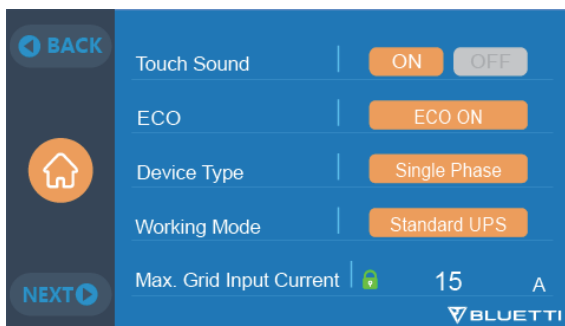 BACK
Touch Sound ON OFF
ECO ECO ON
Device Type Single Phase
Working Mode Standard UPS
Max. Grid Input Current 15 A
NEXT
BLUETTI